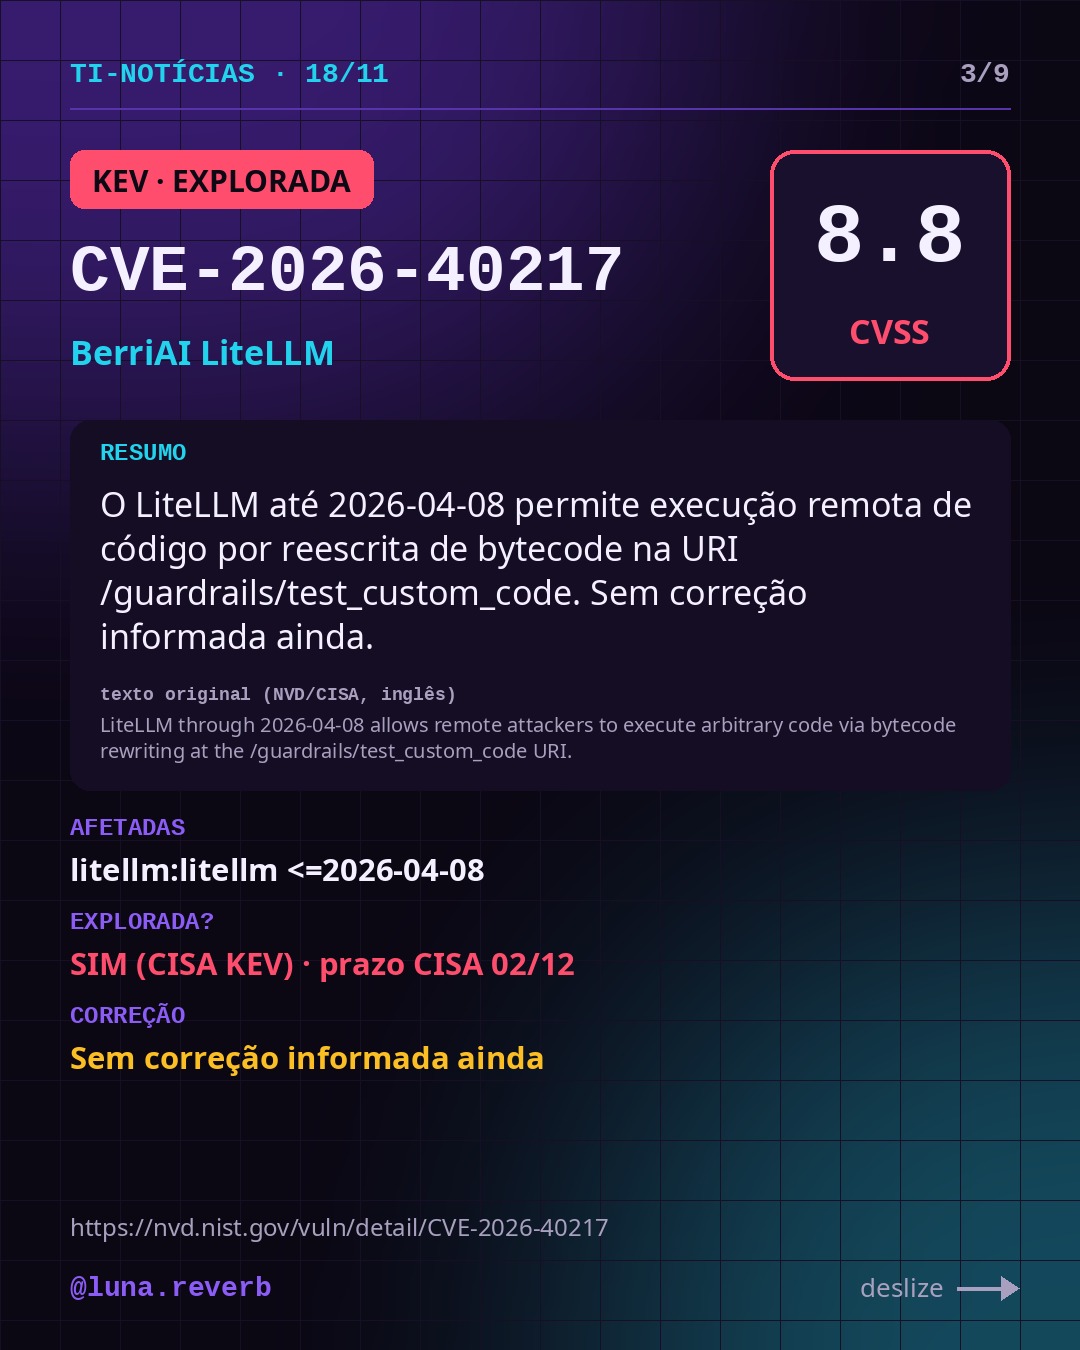 TI-NOTÍCIAS · 18/11
3/9
KEV · EXPLORADA
CVE-2026-40217
BerriAI LiteLLM
8.8
CVSS
RESUMO
O LiteLLM até 2026-04-08 permite execução remota de
código por reescrita de bytecode na URI
/guardrails/test_custom_code. Sem correção
informada ainda.
texto original (NVD/CISA, inglês)
LiteLLM through 2026-04-08 allows remote attackers to execute arbitrary code via bytecode
rewriting at the /guardrails/test_custom_code URI.
AFETADAS
litellm:litellm <=2026-04-08
EXPLORADA?
SIM (CISA KEV) · prazo CISA 02/12
CORREÇÃO
Sem correção informada ainda
https://nvd.nist.gov/vuln/detail/CVE-2026-40217
@luna.reverb
deslize